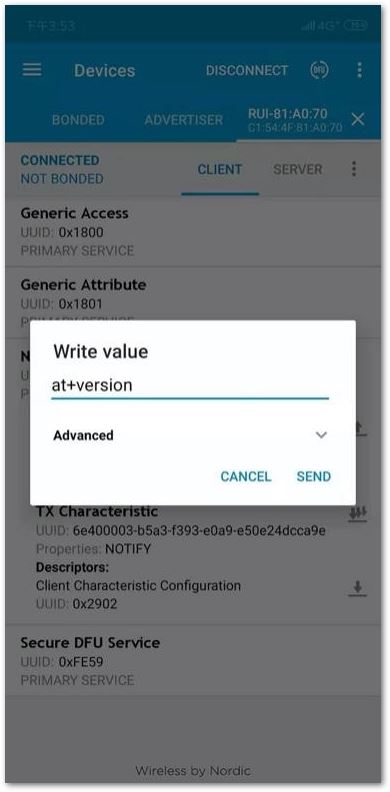 下午3:53
4G
Devices
DISCONNECT
DFU
BONDED
ADVERTISER
RUI-81:A0:70
C1:54:4F:81:A0:70
CONNECTED
NOT BONDED
CLIENT
SERVER
Generic Access
UUID: 0x1800
PRIMARY SERVICE
Generic Attribute
UUID: 0x1801
Write value
at+version
Advanced
CANCEL
SEND
TX Characteristic
UUID: 6e400003-b5a3-f393-e0a9-e50e24dcca9e
Properties: NOTIFY
Descriptors:
Client Characteristic Configuration
UUID: 0x2902
Secure DFU Service
UUID: 0xFE59
PRIMARY SERVICE
Wireless by Nordic